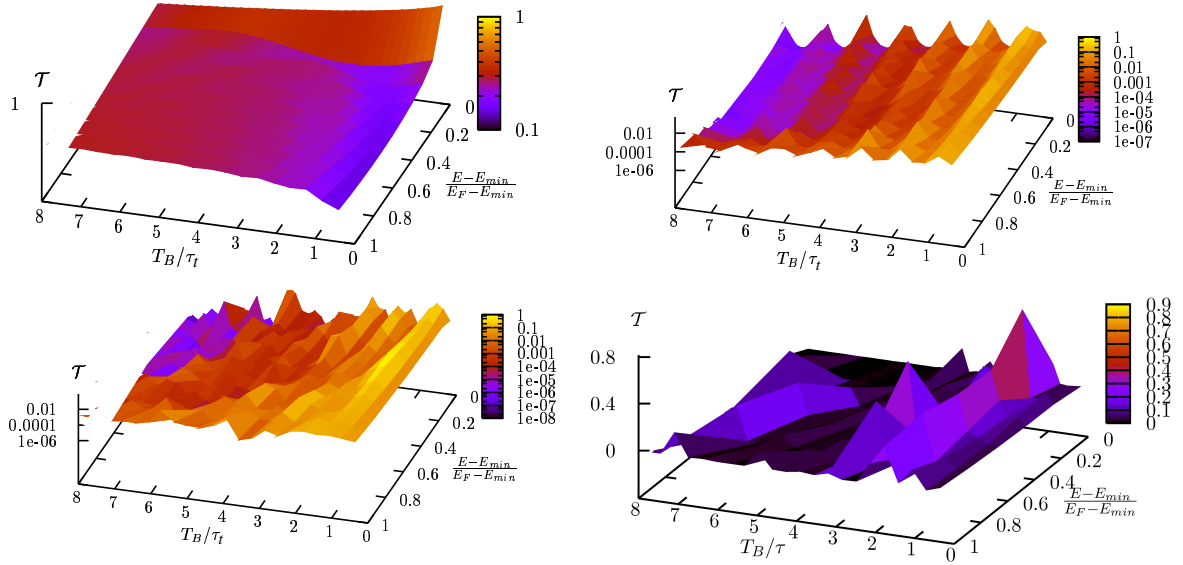 𝒯
1
1
0.1
0
0.2
0.4
0.6
0.8
1
E−E_min
E_F−E_min
8 7 6 5 4 3 2 1 0
T_B/τ_t
𝒯
0.01
0.0001
1e-06
1
0.1
0.01
0.001
1e-04
1e-05
1e-06
1e-07
0
0.2
0.4
0.6
0.8
1
E−E_min
E_F−E_min
8 7 6 5 4 3 2 1 0
T_B/τ_t
𝒯
0.01
0.0001
1e-06
1
0.1
0.01
0.001
1e-04
1e-05
1e-06
1e-07
1e-08
0
0.2
0.4
0.6
0.8
1
E−E_min
E_F−E_min
8 7 6 5 4 3 2 1 0
T_B/τ_t
𝒯
0.8
0.4
0
0.9
0.8
0.7
0.6
0.5
0.4
0.3
0.2
0.1
0
0
0.2
0.4
0.6
0.8
1
E−E_min
E_F−E_min
8 7 6 5 4 3 2 1 0
T_B/τ